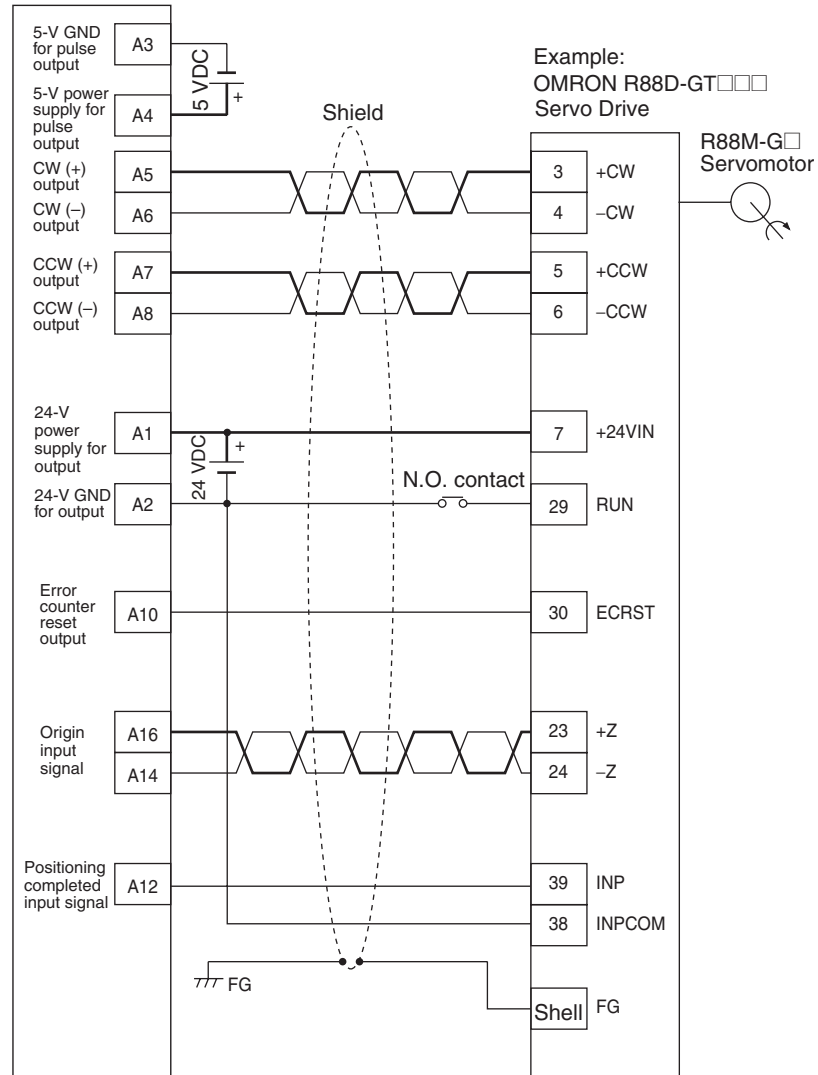 5-V GND
for pulse
output
A3
5 VDC
+
5-V power
supply for
pulse
output
A4
Example:
OMRON R88D-GT□□□
Servo Drive
R88M-G□
Servomotor
Shield
CW (+)
output
A5
3
+CW
CW (–)
output
A6
4
–CW
CCW (+)
output
A7
5
+CCW
CCW (–)
output
A8
6
–CCW
24-V
power
supply for
output
A1
24 VDC
+
7
+24VIN
24-V GND
for output
A2
N.O. contact
29
RUN
Error
counter
reset
output
A10
30
ECRST
Origin
input
signal
A16
23
+Z
A14
24
–Z
Positioning
completed
input signal
A12
39
INP
38
INPCOM
FG
Shell
FG